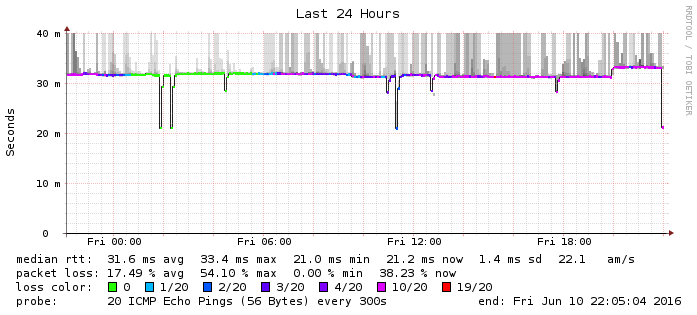 Last 24 Hours
RRDTOOL / TOBI OETIKER
Seconds
40 m
30 m
20 m
10 m
0
Fri 00:00 Fri 06:00 Fri 12:00 Fri 18:00
median rtt: 31.6 ms avg 33.4 ms max 21.0 ms min 21.2 ms now 1.4 ms sd 22.1 am/s
packet loss: 17.49 % avg 54.10 % max 0.00 % min 38.23 % now
loss color: 0 1/20 2/20 3/20 4/20 10/20 19/20
probe: 20 ICMP Echo Pings (56 Bytes) every 300s end: Fri Jun 10 22:05:04 2016